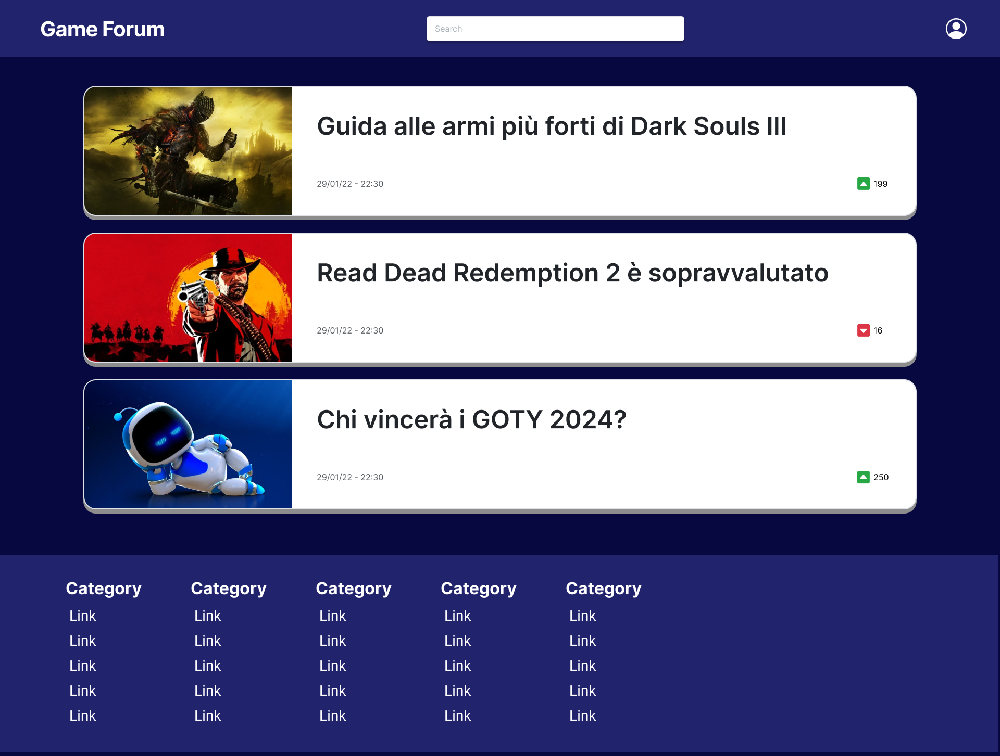 Game Forum
Search
Guida alle armi più forti di Dark Souls III
29/01/22 - 22:30
199
Read Dead Redemption 2 è sopravvalutato
29/01/22 - 22:30
16
Chi vincerà i GOTY 2024?
29/01/22 - 22:30
250
Category Category Category Category Category
Link Link Link Link Link
Link Link Link Link Link
Link Link Link Link Link
Link Link Link Link Link
Link Link Link Link Link